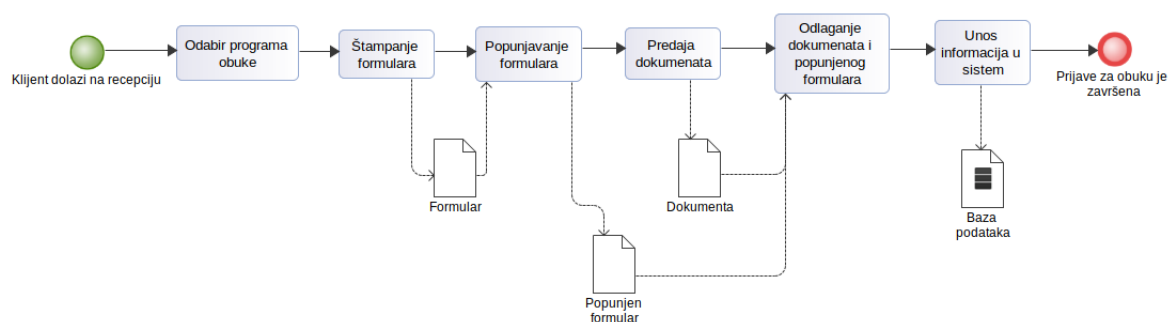 Klijent dolazi na recepciju
Odabir programa
obuke
Štampanje
formulara
Popunjavanje
formulara
Predaja
dokumenata
Odlaganje
dokumenata i
popunjenog
formulara
Unos
informacija u
sistem
Prijave za obuku je
završena
Formular
Dokumenta
Baza
podataka
Popunjen
formular